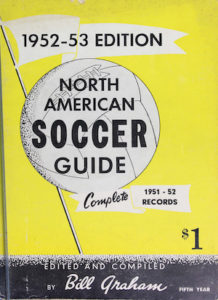 1952-53 EDITION
NORTH
AMERICAN
SOCCER
GUIDE
Complete 1951-52
RECORDS
$1
EDITED AND COMPILED
BY Bill Graham FIFTH YEAR